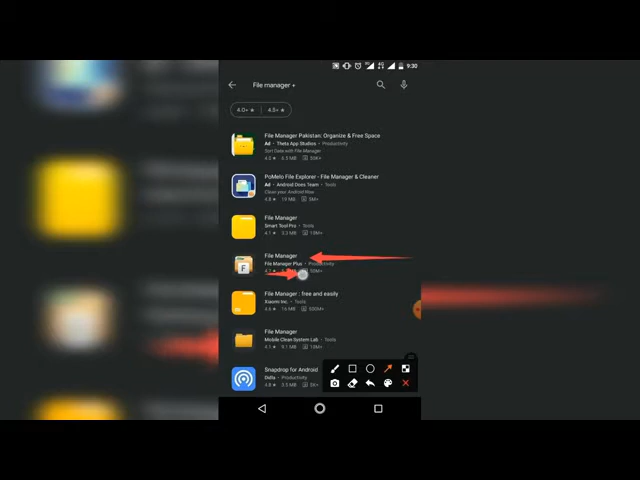 9:30
File manager +
4.0+ ★
4.5+ ★
File Manager Pakistan: Organize & Free Space
Ad • Theta App Studios • Productivity
Sort Data with File Manager
4.2 ★ 6.3 MB 50K+
PoMelo File Explorer - File Manager & Cleaner
Ad • Android Does Team • Tools
Clean your Android Now
4.8 ★ 19 MB 5M+
File Manager
Smart Tool Pro • Tools
4.1 ★ 3.3 MB 10M+
File Manager
File Manager Plus • Productivity
4.7 50M+
File Manager : free and easily
Xiaomi Inc. • Tools
4.6 ★ 16 MB 500M+
File Manager
Mobile Clean System Lab • Tools
4.1 ★ 9.1 MB 10M+
Snapdrop for Android
DoDa • Productivity
4.8 ★ 3.5 MB 5K+